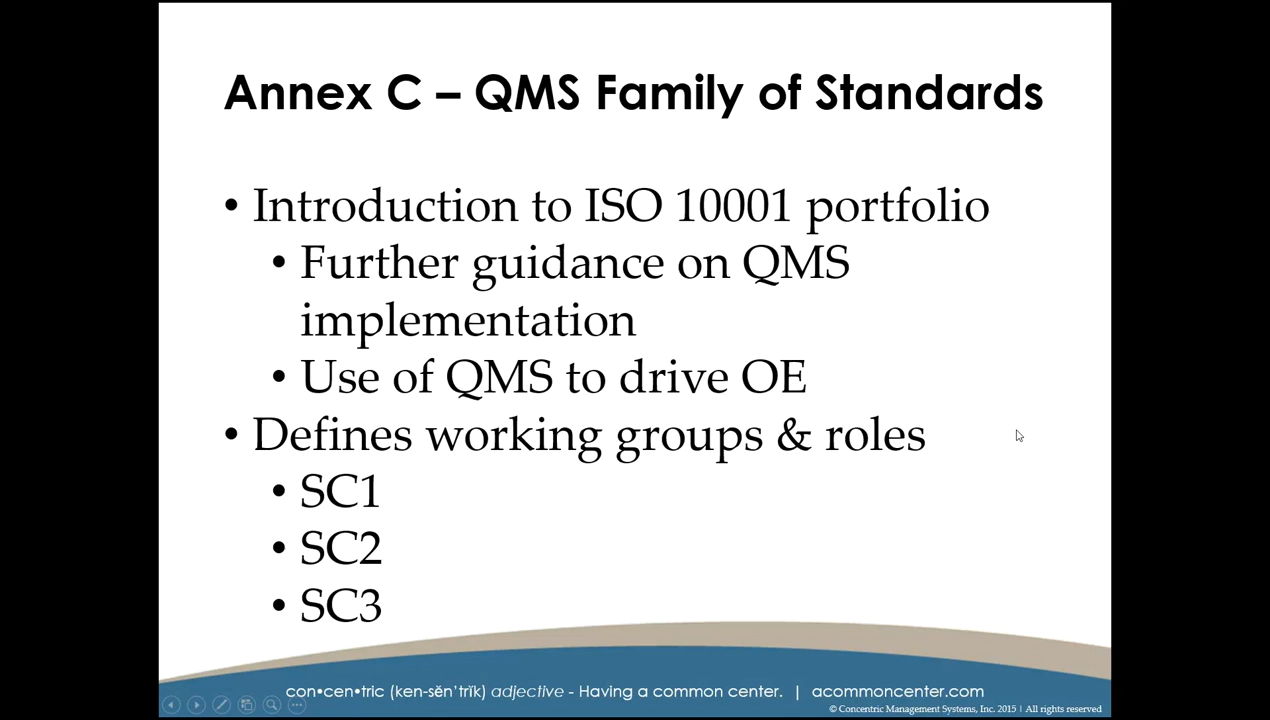 Annex C – QMS Family of Standards
• Introduction to ISO 10001 portfolio
• Further guidance on QMS
implementation
• Use of QMS to drive OE
• Defines working groups & roles
• SC1
• SC2
• SC3
con•cen•tric (ken-sĕn'trĭk) adjective - Having a common center. | acommoncenter.com
© Concentric Management Systems, Inc. 2015 | All rights reserved